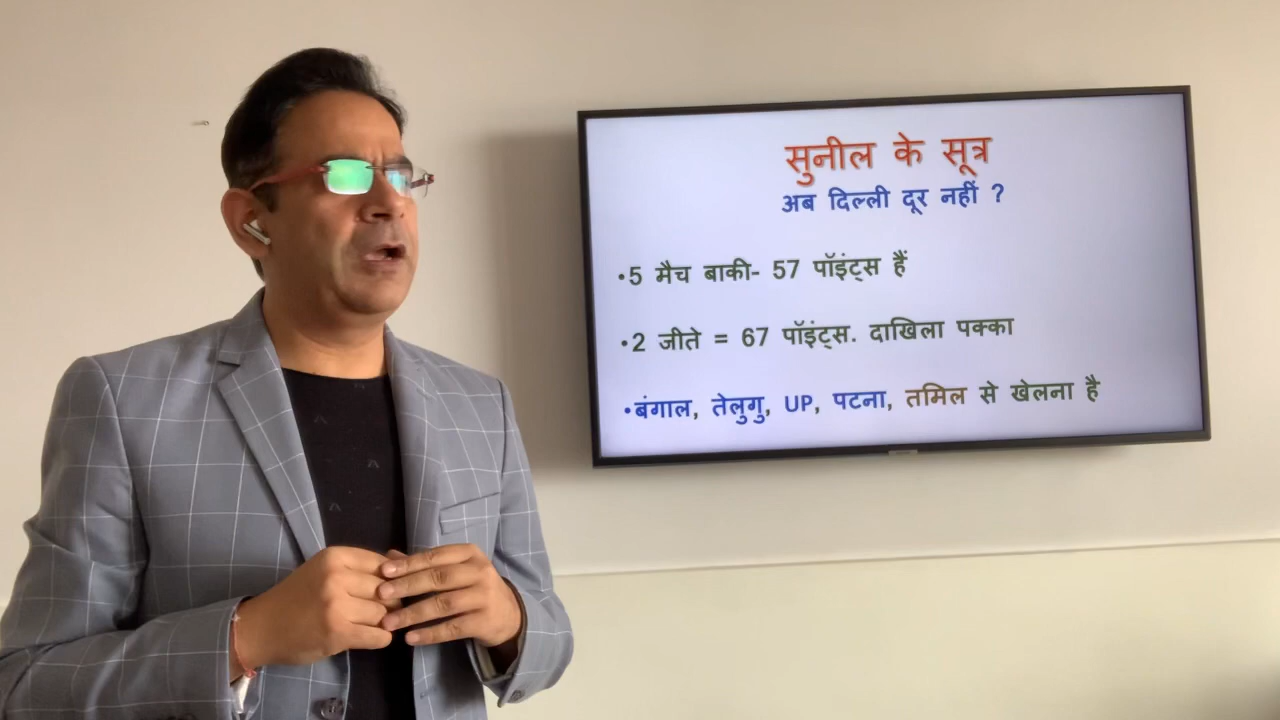 सुनील के सूत्र
अब दिल्ली दूर नहीं ?
•5 मैच बाकी- 57 पॉइंट्स हैं
•2 जीते = 67 पॉइंट्स. दाखिला पक्का
•बंगाल, तेलुगु, UP, पटना, तमिल से खेलना है